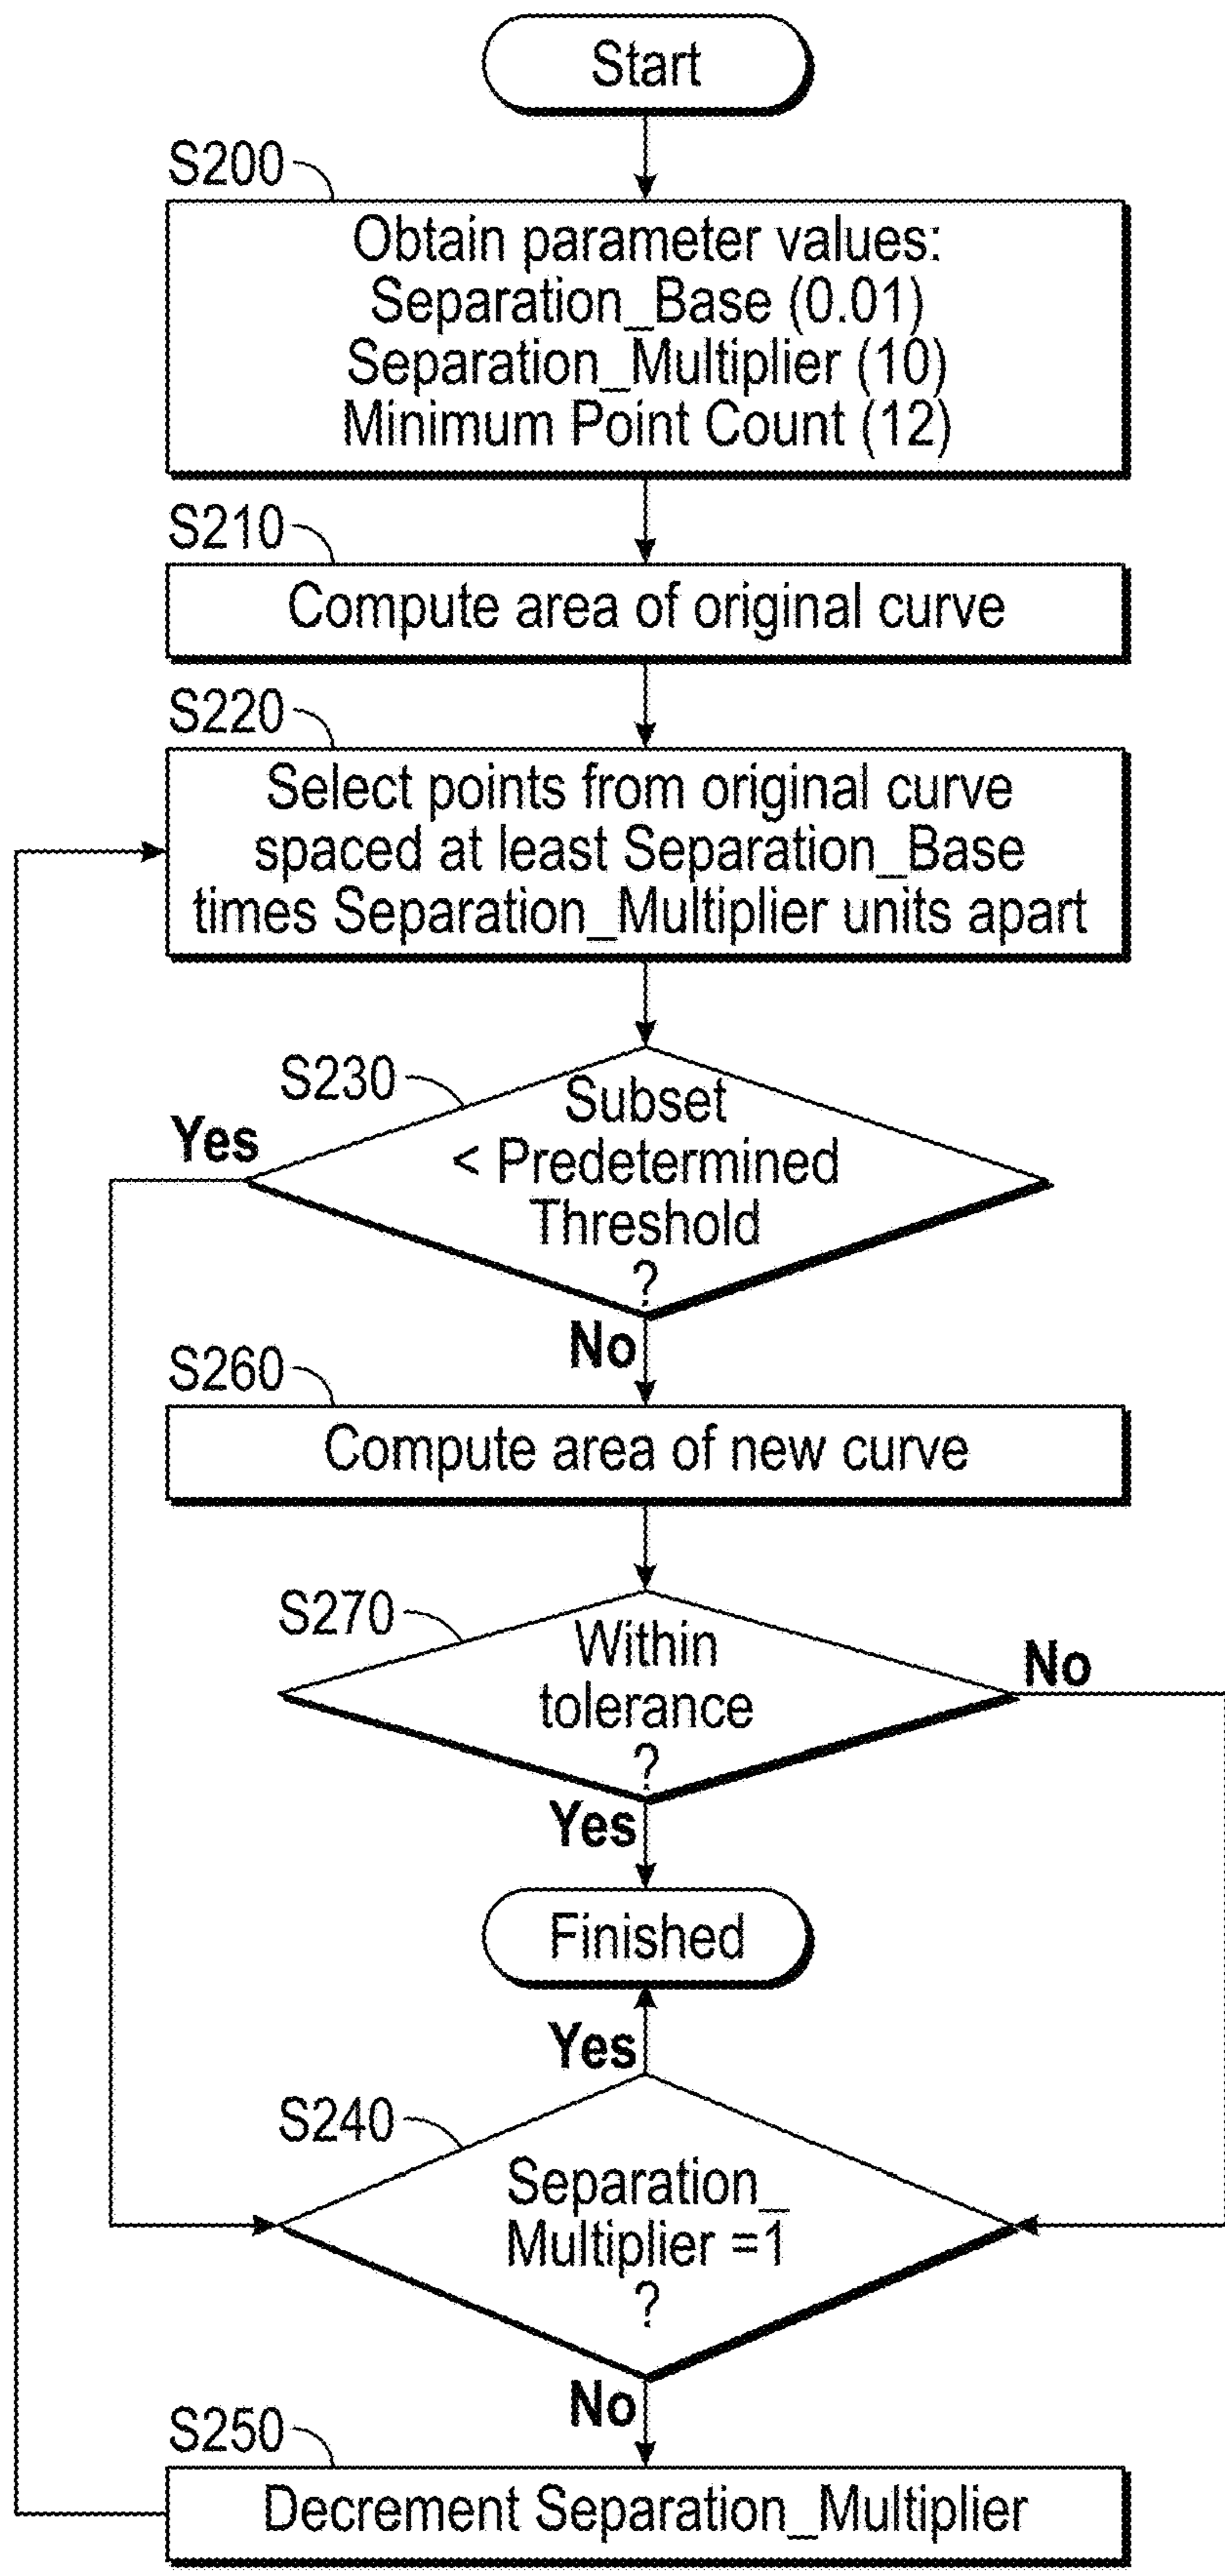 Start
S200
Obtain parameter values:
Separation_Base (0.01)
Separation_Multiplier (10)
Minimum Point Count (12)
S210
Compute area of original curve
S220
Select points from original curve
spaced at least Separation_Base
times Separation_Multiplier units apart
S230
Subset
< Predetermined
Threshold
?
Yes
No
S260
Compute area of new curve
S270
Within
tolerance
?
No
Yes
Finished
Yes
S240
Separation_
Multiplier =1
?
No
S250
Decrement Separation_Multiplier